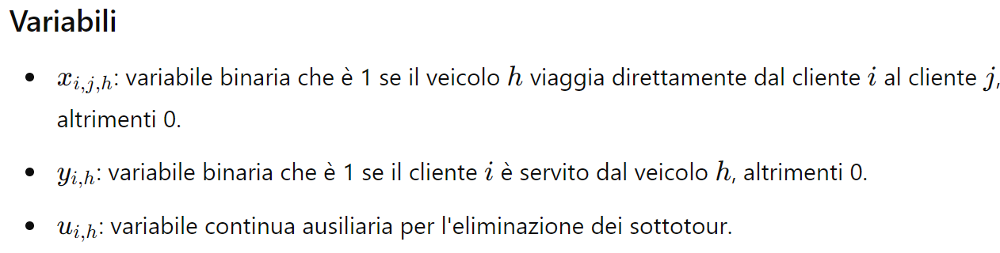 Variabili
• x_{i,j,h}: variabile binaria che è 1 se il veicolo h viaggia direttamente dal cliente i al cliente j,
altrimenti 0.
• y_{i,h}: variabile binaria che è 1 se il cliente i è servito dal veicolo h, altrimenti 0.
• u_{i,h}: variabile continua ausiliaria per l'eliminazione dei sottotour.